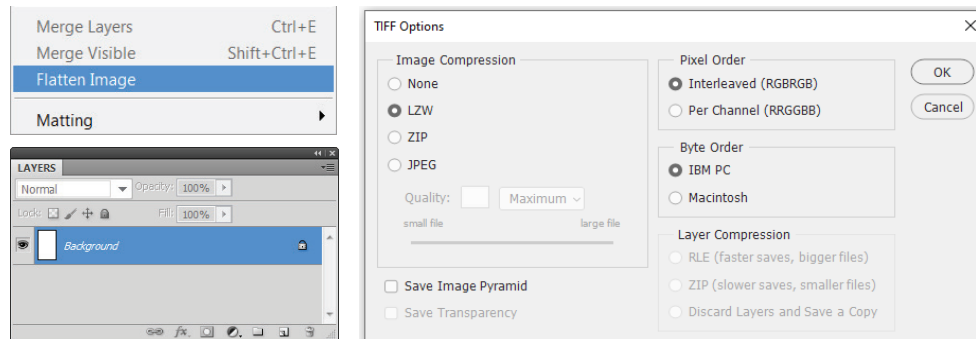 Merge Layers Ctrl+E
Merge Visible Shift+Ctrl+E
Flatten Image
Matting
LAYERS
Normal Opacity: 100%
Lock: Fill: 100%
Background
fx.
TIFF Options
Image Compression
None
LZW
ZIP
JPEG
Quality: Maximum
small file large file
Save Image Pyramid
Save Transparency
Pixel Order
Interleaved (RGBRGB)
Per Channel (RRGGBB)
Byte Order
IBM PC
Macintosh
Layer Compression
RLE (faster saves, bigger files)
ZIP (slower saves, smaller files)
Discard Layers and Save a Copy
OK
Cancel